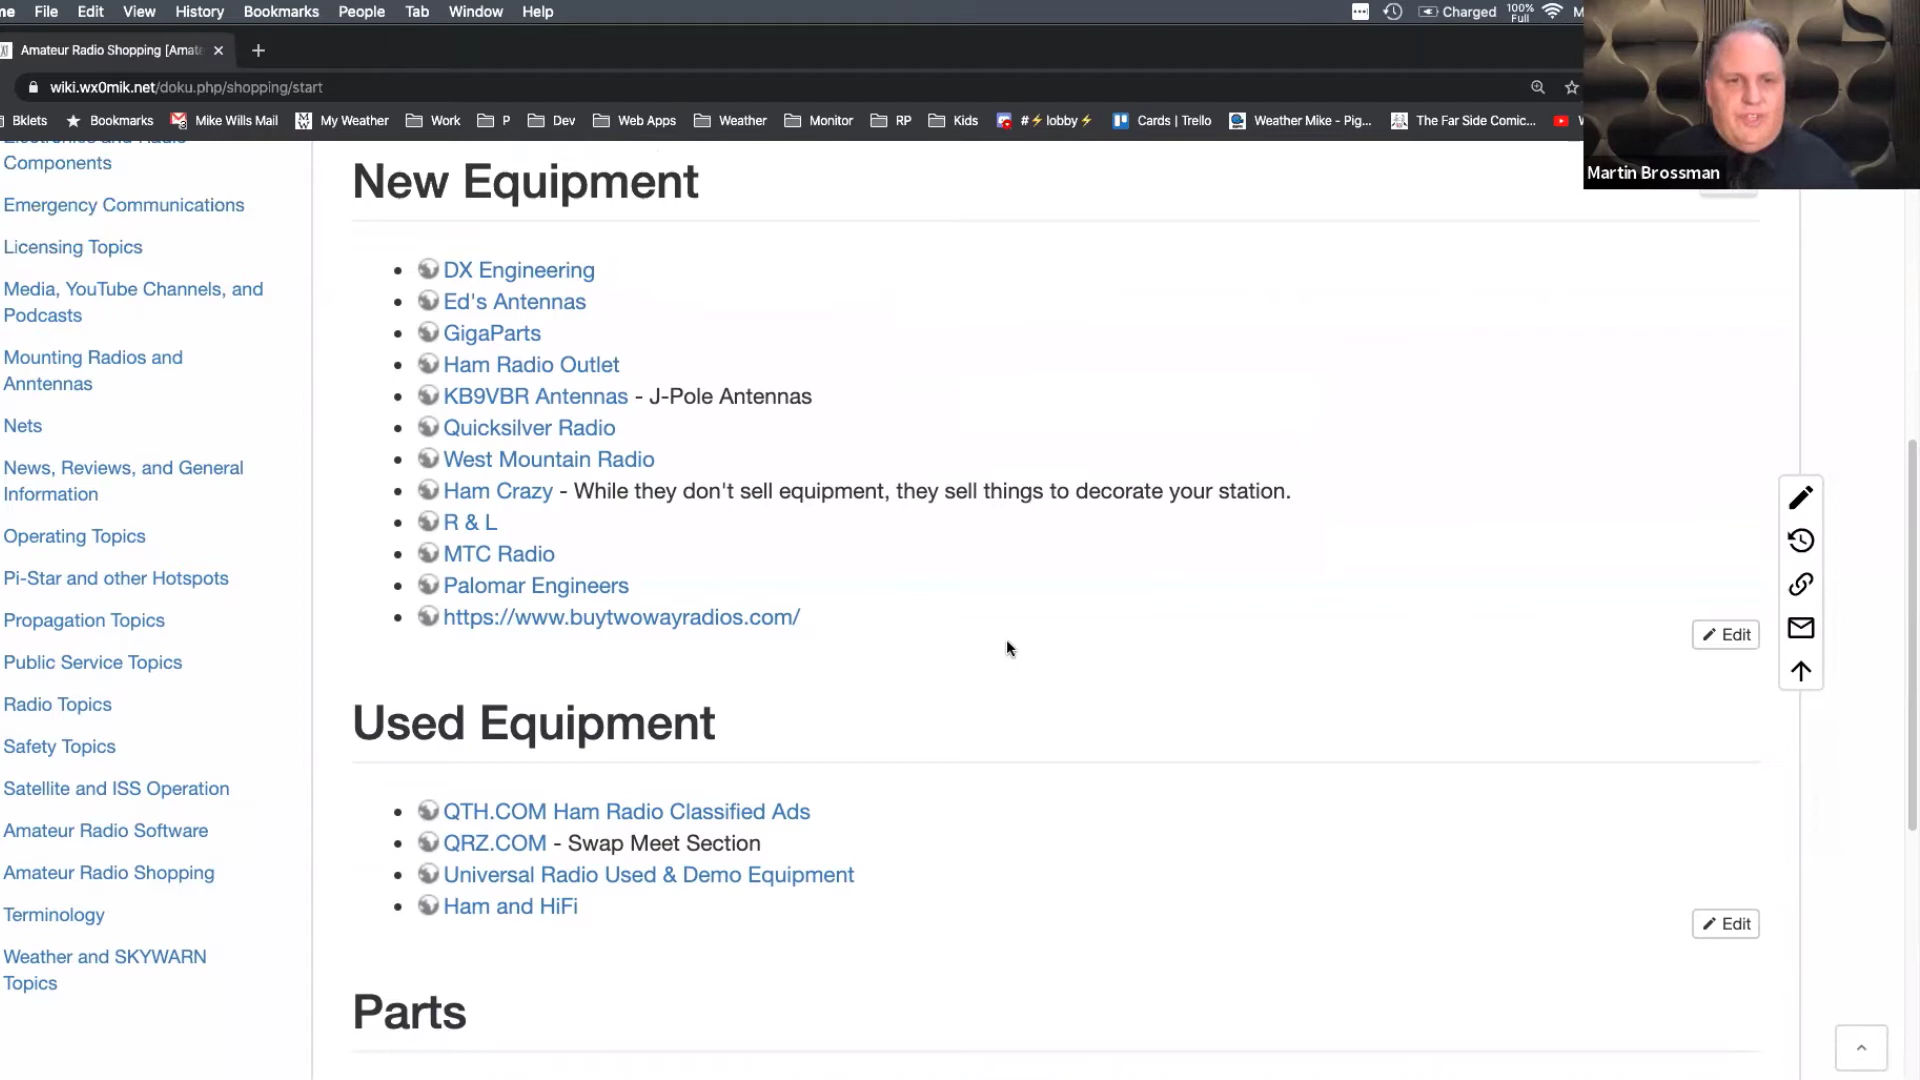 me File Edit View History Bookmarks People Tab Window Help Charged 100% Full M
Amateur Radio Shopping [Amat
wiki.wx0mik.net/doku.php/shopping/start
Bklets Bookmarks Mike Wills Mail My Weather Work P Dev Web Apps Weather Monitor RP Kids #⚡lobby⚡ Cards | Trello Weather Mike - Pig... The Far Side Comic...
Martin Brossman
Electronics and Radio
Components
Emergency Communications
Licensing Topics
Media, YouTube Channels, and
Podcasts
Mounting Radios and
Anntennas
Nets
News, Reviews, and General
Information
Operating Topics
Pi-Star and other Hotspots
Propagation Topics
Public Service Topics
Radio Topics
Safety Topics
Satellite and ISS Operation
Amateur Radio Software
Amateur Radio Shopping
Terminology
Weather and SKYWARN
Topics
New Equipment
DX Engineering
Ed's Antennas
GigaParts
Ham Radio Outlet
KB9VBR Antennas - J-Pole Antennas
Quicksilver Radio
West Mountain Radio
Ham Crazy - While they don't sell equipment, they sell things to decorate your station.
R & L
MTC Radio
Palomar Engineers
https://www.buytwowayradios.com/
Edit
Used Equipment
QTH.COM Ham Radio Classified Ads
QRZ.COM - Swap Meet Section
Universal Radio Used & Demo Equipment
Ham and HiFi
Edit
Parts